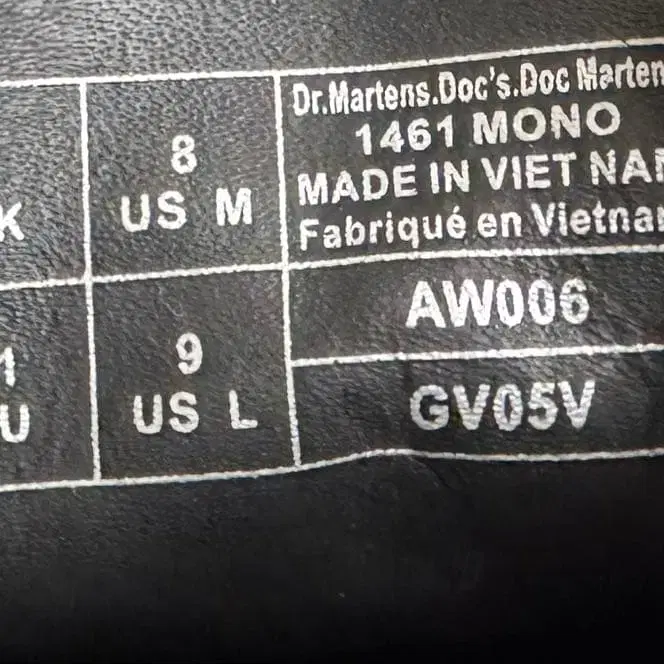 K
8
US M
Dr.Martens.Doc's.Doc Marten
1461 MONO
MADE IN VIET NA
Fabriqué en Vietna
1
U
9
US L
AW006
GV05V